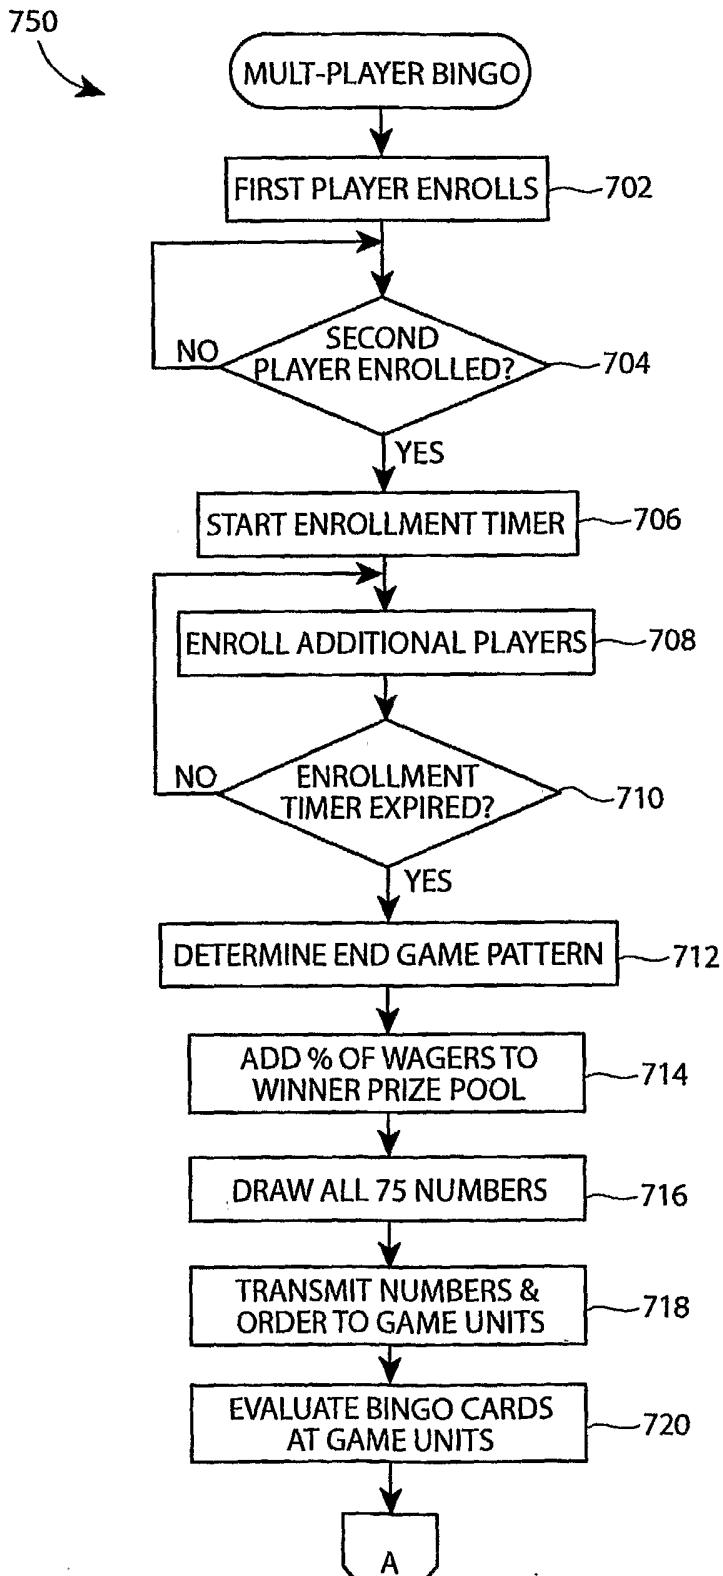 750
MULT-PLAYER BINGO
FIRST PLAYER ENROLLS
702
SECOND
PLAYER ENROLLED?
704
NO
YES
START ENROLLMENT TIMER
706
ENROLL ADDITIONAL PLAYERS
708
ENROLLMENT
TIMER EXPIRED?
710
NO
YES
DETERMINE END GAME PATTERN
712
ADD % OF WAGERS TO
WINNER PRIZE POOL
714
DRAW ALL 75 NUMBERS
716
TRANSMIT NUMBERS &
ORDER TO GAME UNITS
718
EVALUATE BINGO CARDS
AT GAME UNITS
720
A